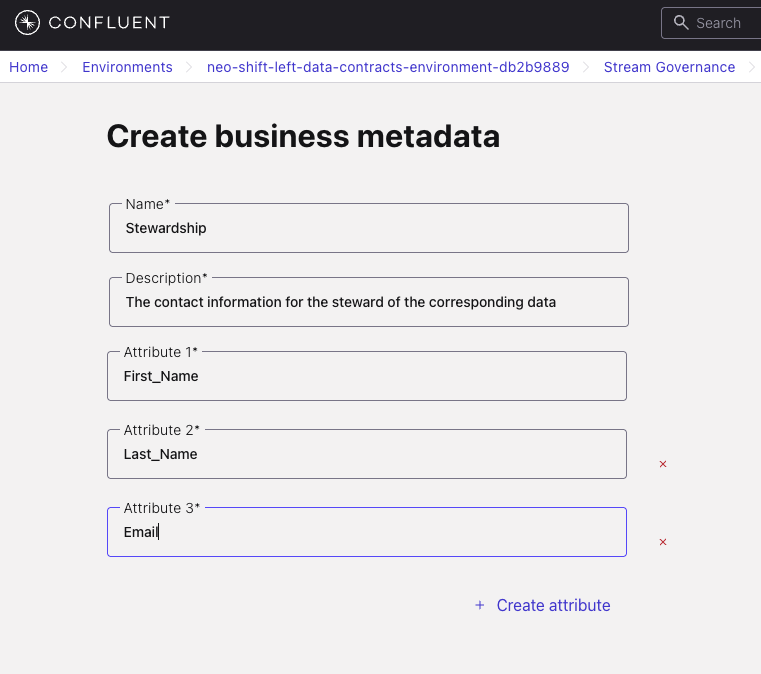 CONFLUENT
Search
Home
Environments
neo-shift-left-data-contracts-environment-db2b9889
Stream Governance
Create business metadata
Name*
Stewardship
Description*
The contact information for the steward of the corresponding data
Attribute 1*
First_Name
Attribute 2*
Last_Name
Attribute 3*
Email
+ Create attribute